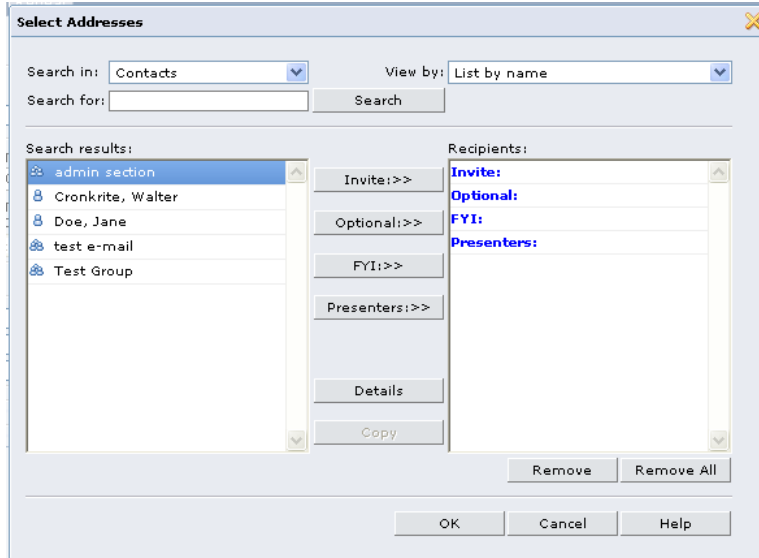 Select Addresses
Search in: Contacts View by: List by name
Search for: Search
Search results: Recipients:
admin section
Cronkrite, Walter
Doe, Jane
test e-mail
Test Group
Invite:>>
Optional:>>
FYI:>>
Presenters:>>
Details
Copy
Invite:
Optional:
FYI:
Presenters:
Remove Remove All
OK Cancel Help